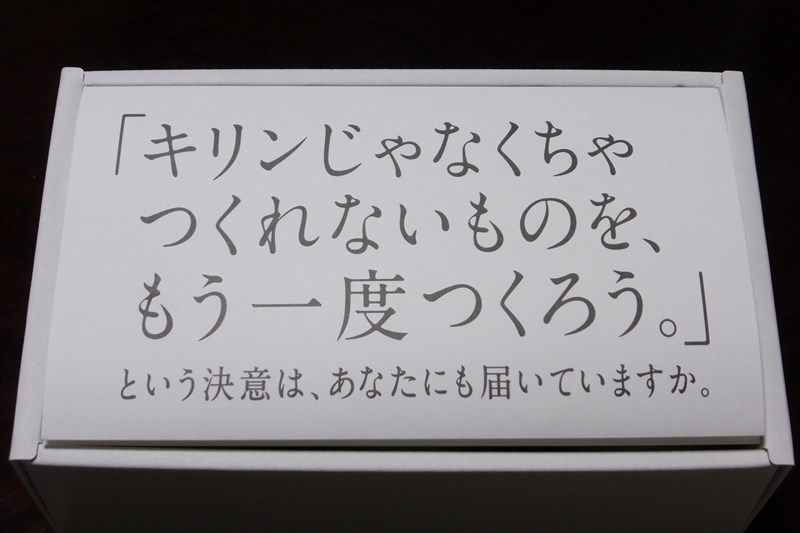 「キリンじゃなくちゃ
つくれないものを、
もう一度つくろう。」
という決意は、あなたにも届いていますか。